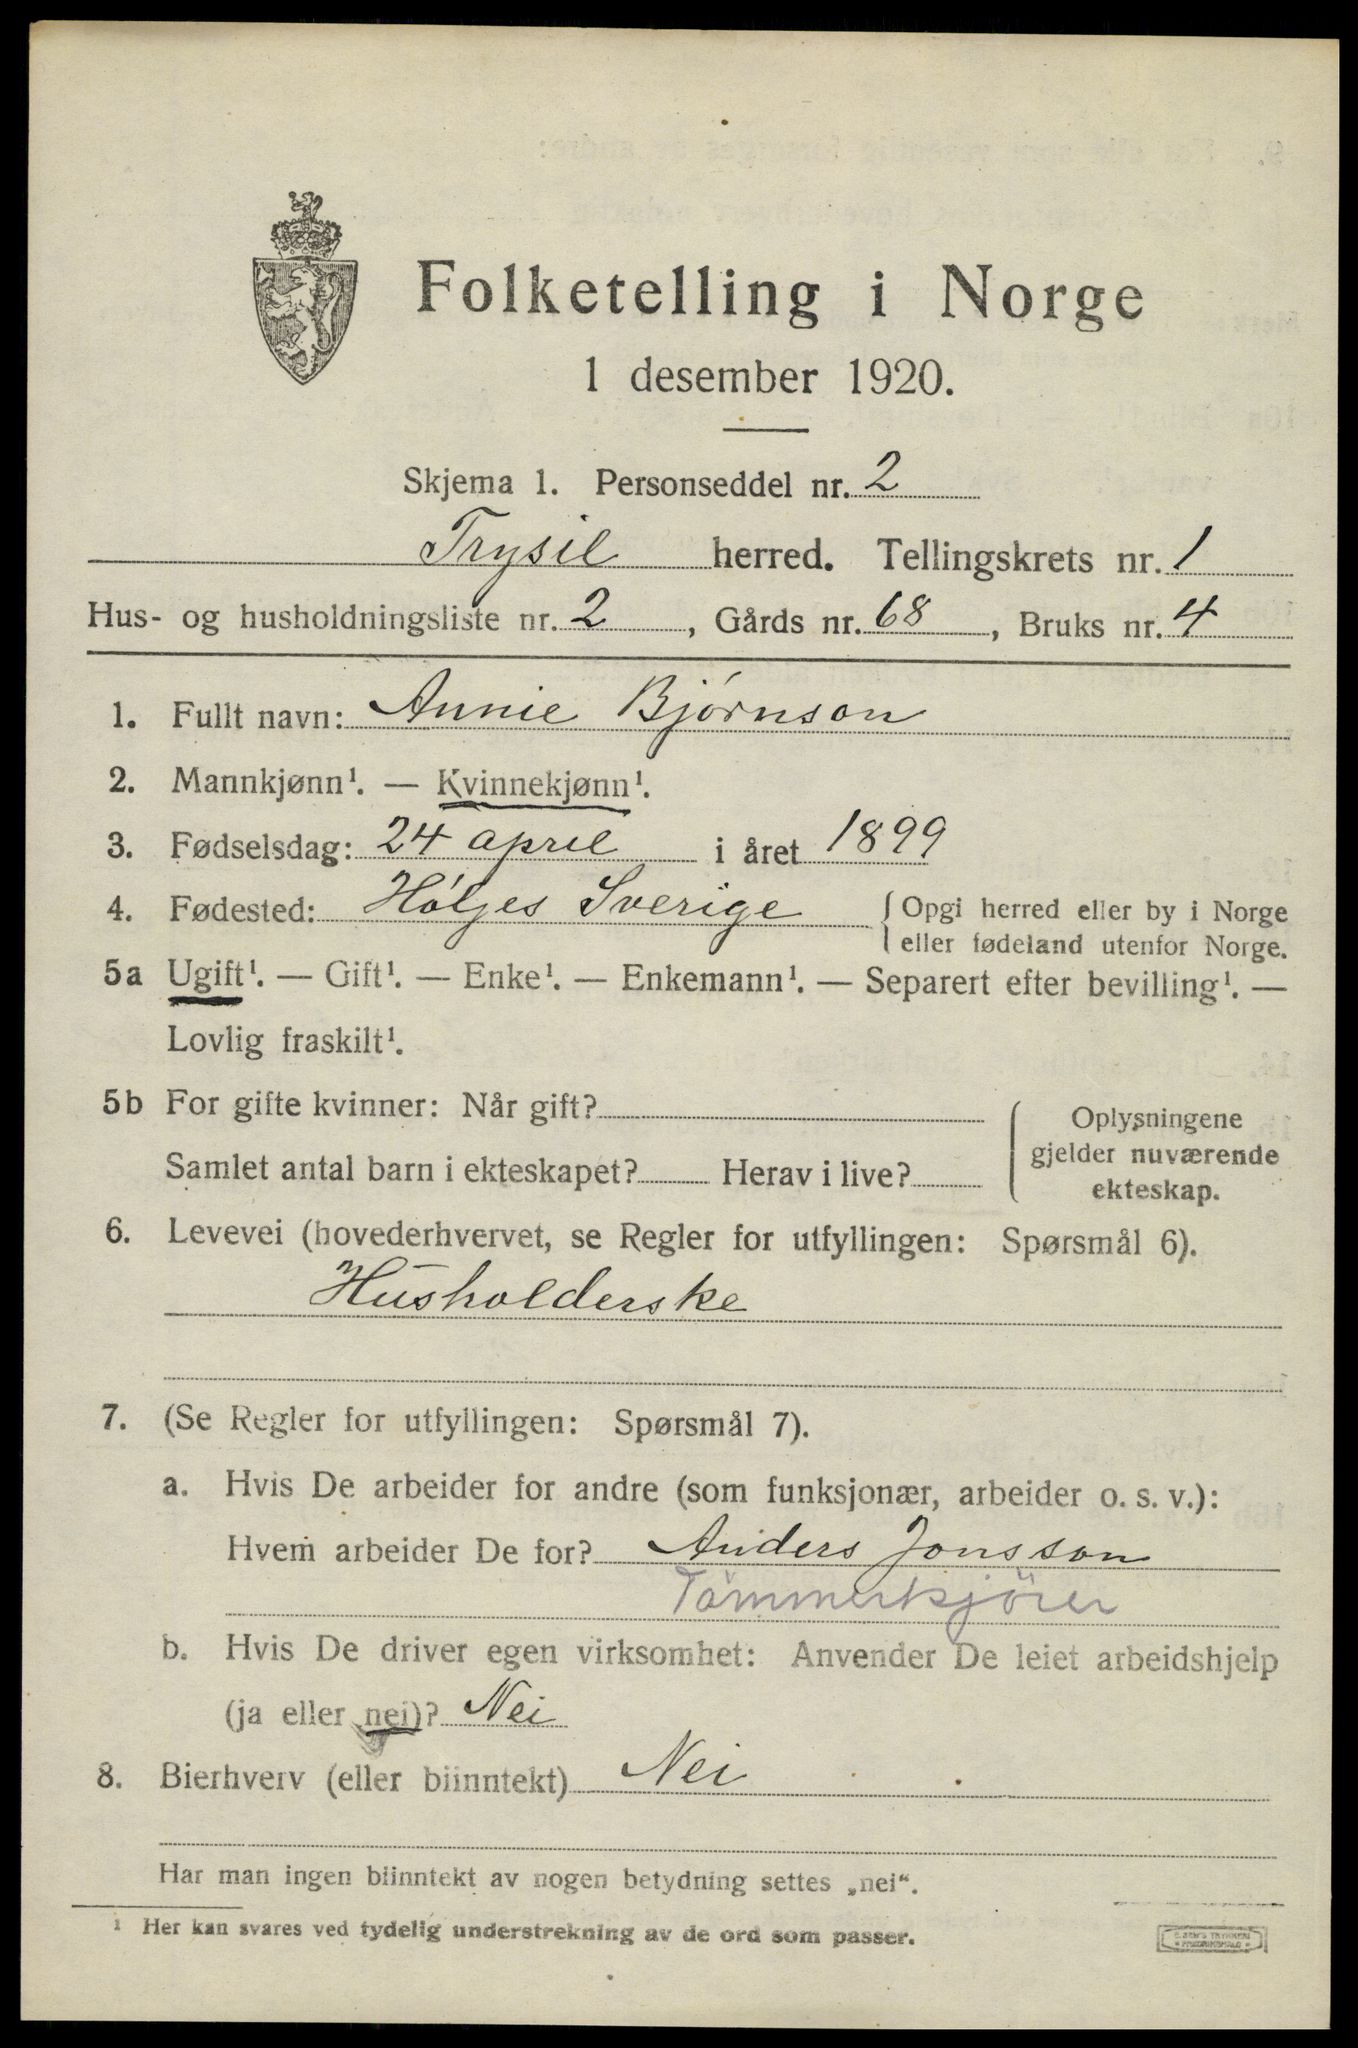 Folketelling i Norge
1 desember 1920.
Skjema 1. Personseddel nr. 2
Trysil herred. Tellingskrets nr. 1
Hus- og husholdningsliste nr. 2, Gårds nr. 68, Bruks nr. 4
1. Fullt navn: Annie Bjórnson
2. Mannkjønn¹. — Kvinnekjønn¹.
3. Fødselsdag: 24 april i året 1899
4. Fødested: Hóljes Sverige { Opgi herred eller by i Norge
eller fødeland utenfor Norge.
5a Ugift¹. — Gift¹. — Enke¹. — Enkemann¹. — Separert efter bevilling¹. —
Lovlig fraskilt¹.
5b For gifte kvinner: Når gift?
Samlet antal barn i ekteskapet? Herav i live?
{ Oplysningene
gjelder nuværende
ekteskap.
6. Levevei (hovederhvervet, se Regler for utfyllingen: Spørsmål 6).
Husholderske
7. (Se Regler for utfyllingen: Spørsmål 7).
a. Hvis De arbeider for andre (som funksjonær, arbeider o. s. v.):
Hvem arbeider De for? Anders Jonsson
Tömmerkjörer
b. Hvis De driver egen virksomhet: Anvender De leiet arbeidshjelp
(ja eller nei)? Nei
8. Bierhverv (eller biinntekt) Nei
Har man ingen biinntekt av nogen betydning settes „nei“.
¹ Her kan svares ved tydelig understrekning av de ord som passer.